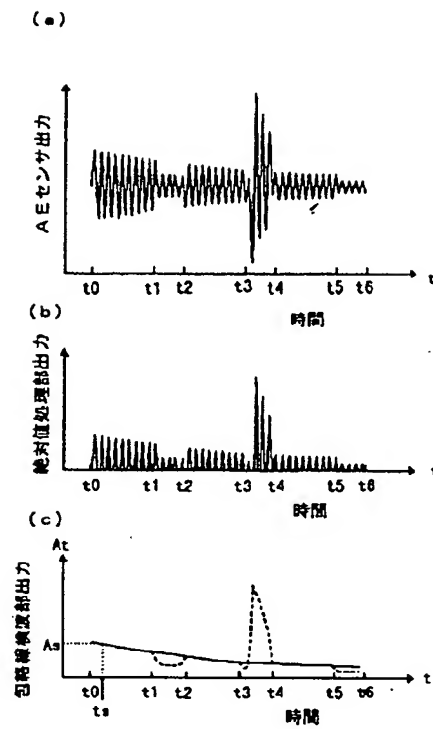 (a)
AEセンサ出力
t0 t1 t2 t3 t4 t5 t6 t
時間
(b)
絶対値処理部出力
t0 t1 t2 t3 t4 t5 t6 t
時間
(c)
包絡線検波部出力
At
As
t0 t1 t2 t3 t4 t5 t6 t
ts
時間